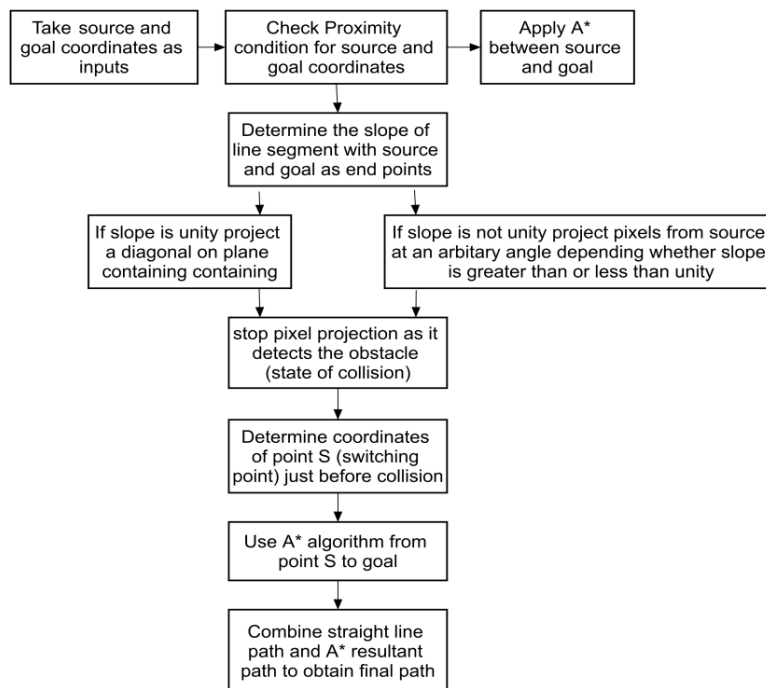 Take source and
goal coordinates as
inputs
Check Proximity
condition for source and
goal coordinates
Apply A*
between source
and goal
Determine the slope of
line segment with source
and goal as end points
If slope is unity project
a diagonal on plane
containing containing
If slope is not unity project pixels from source
at an arbitary angle depending whether slope
is greater than or less than unity
stop pixel projection as it
detects the obstacle
(state of collision)
Determine coordinates
of point S (switching
point) just before collision
Use A* algorithm from
point S to goal
Combine straight line
path and A* resultant
path to obtain final path